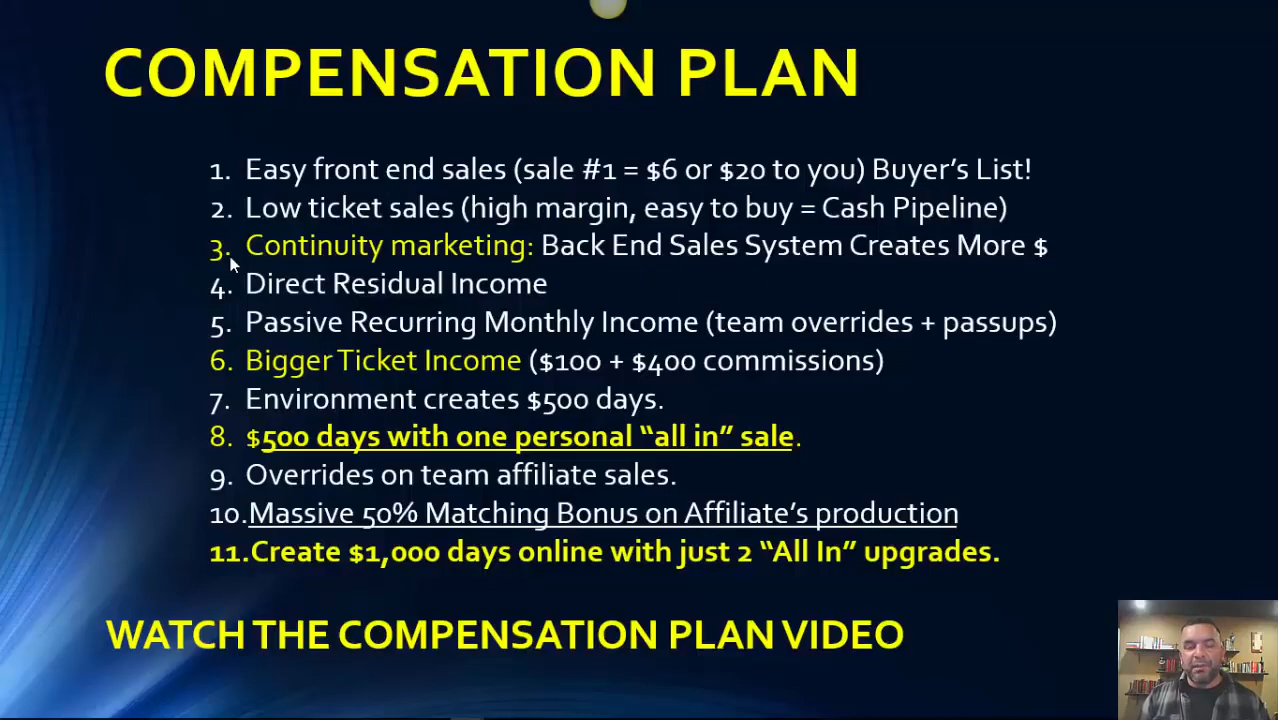 COMPENSATION PLAN
1. Easy front end sales (sale #1 = $6 or $20 to you) Buyer's List!
2. Low ticket sales (high margin, easy to buy = Cash Pipeline)
3. Continuity marketing: Back End Sales System Creates More $
4. Direct Residual Income
5. Passive Recurring Monthly Income (team overrides + passups)
6. Bigger Ticket Income ($100 + $400 commissions)
7. Environment creates $500 days.
8. $500 days with one personal “all in” sale.
9. Overrides on team affiliate sales.
10.Massive 50% Matching Bonus on Affiliate's production
11.Create $1,000 days online with just 2 “All In” upgrades.
WATCH THE COMPENSATION PLAN VIDEO